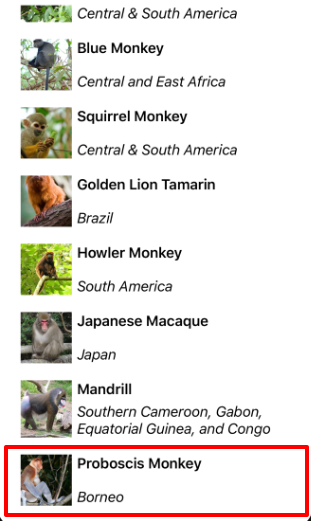 Central & South America
Blue Monkey
Central and East Africa
Squirrel Monkey
Central & South America
Golden Lion Tamarin
Brazil
Howler Monkey
South America
Japanese Macaque
Japan
Mandrill
Southern Cameroon, Gabon,
Equatorial Guinea, and Congo
Proboscis Monkey
Borneo